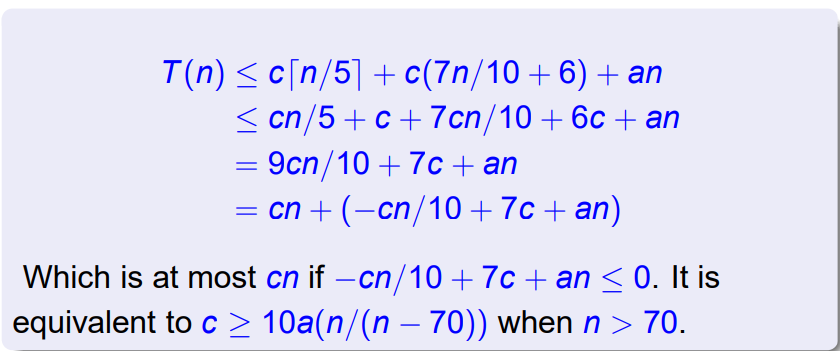 T(n) ≤ c⌈n/5⌉ + c(7n/10 + 6) + an
≤ cn/5 + c + 7cn/10 + 6c + an
= 9cn/10 + 7c + an
= cn + (−cn/10 + 7c + an)
Which is at most cn if −cn/10 + 7c + an ≤ 0. It is
equivalent to c ≥ 10a(n/(n − 70)) when n > 70.